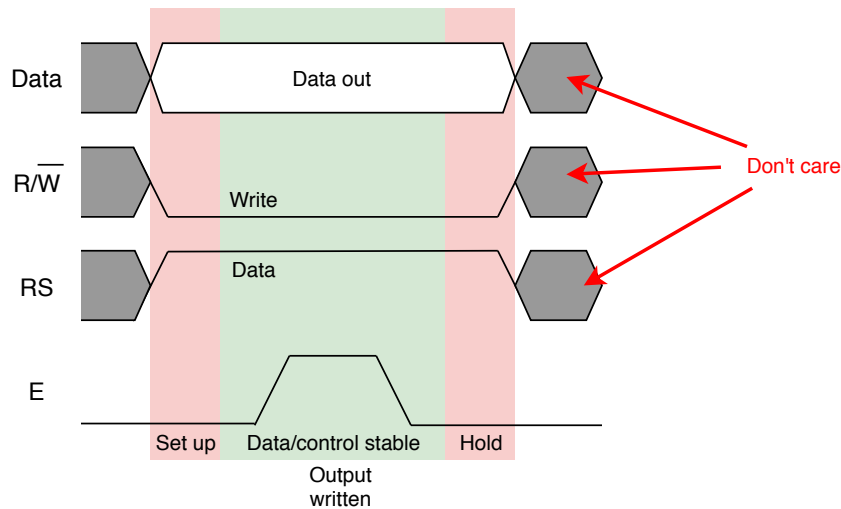 Data
Data out
R/W̅
Write
Don't care
RS
Data
E
Set up
Data/control stable
Hold
Output
written